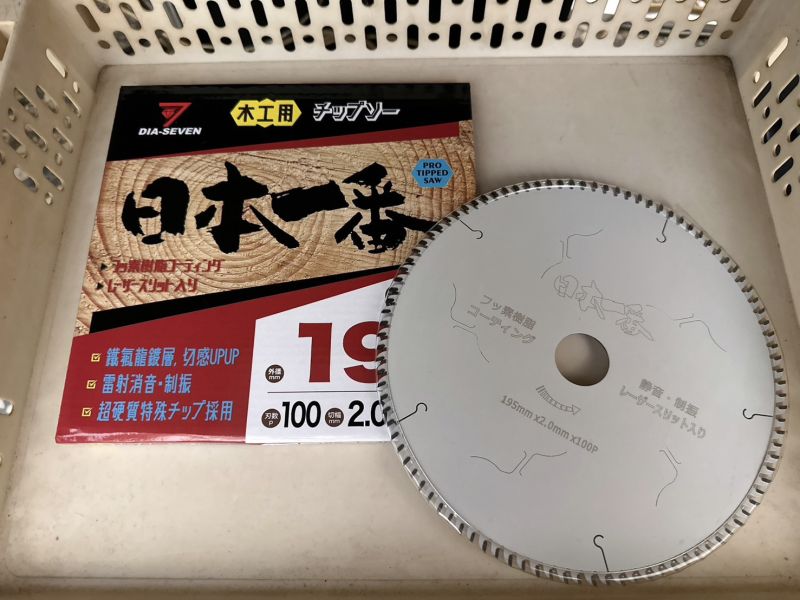 DIA-SEVEN
木工用 チップソー
PRO
TIPPED
SAW
日本一番
フッ素樹脂コーティング
レーザースリット入り
鐵氟龍鍍層, 切感UPUP
雷射消音・制振
超硬質特殊チップ採用
外徑
mm
19
刃数
P
100
切幅
mm
2.0
日本一番
フッ素樹脂
コーティング
静音・制振
レーザースリット入り
195mm x2.0mm x100P